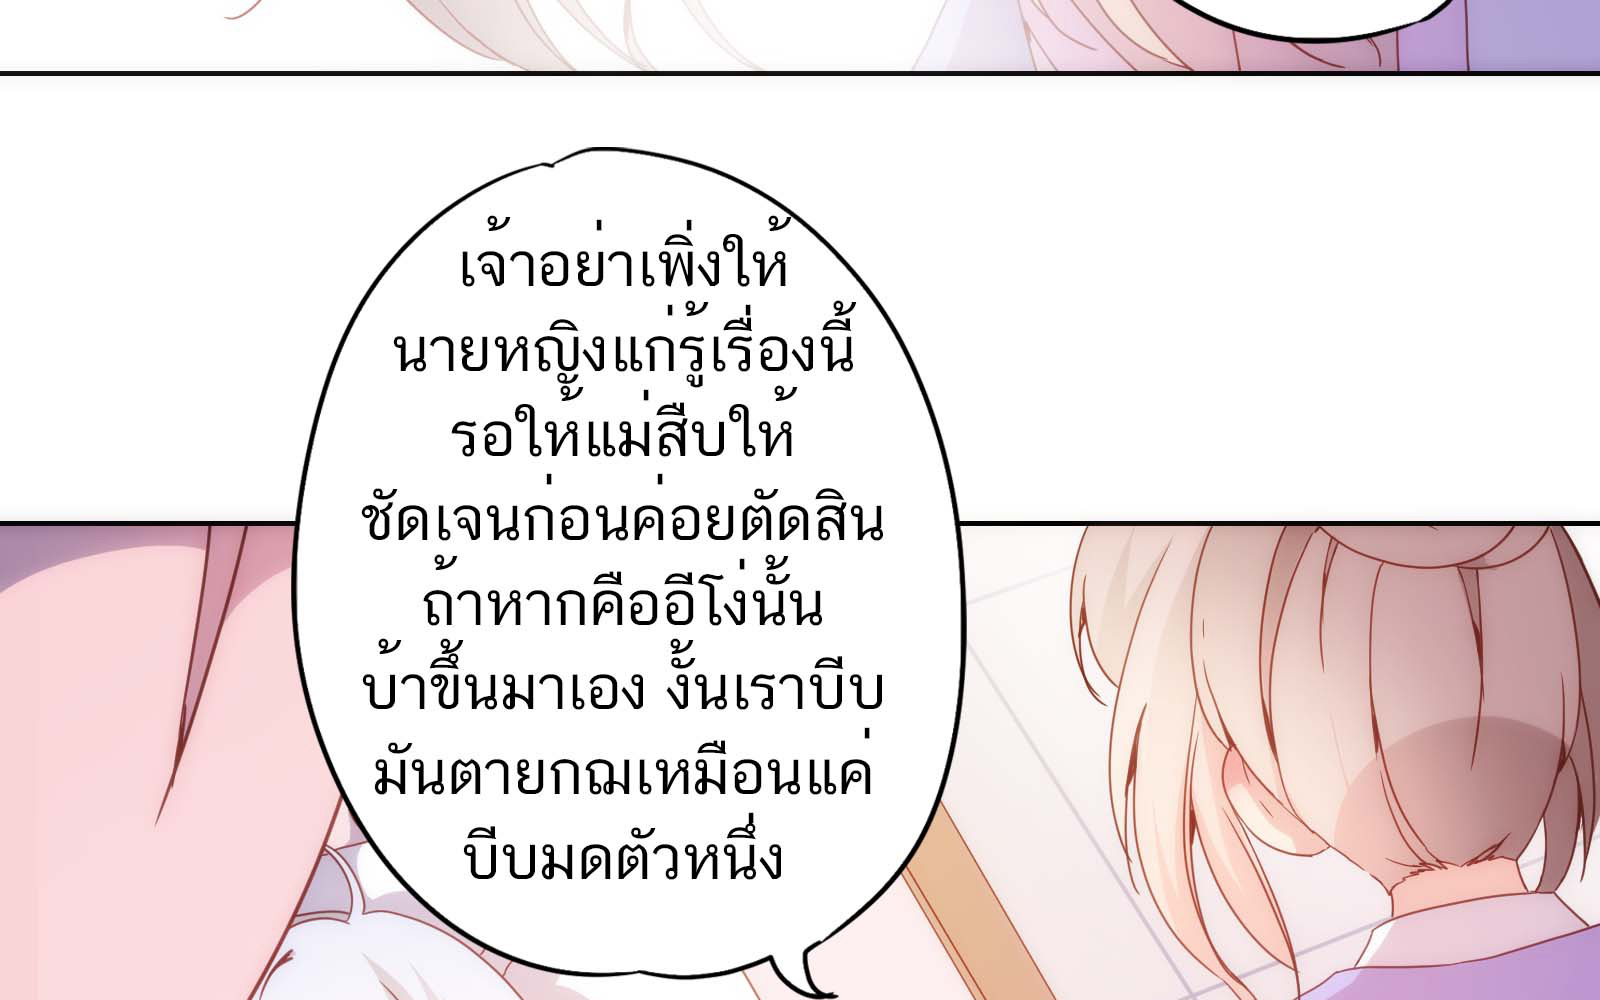 เจ้าอย่าเพิ่งให้
นายหญิงแก่รู้เรื่องนี้
รอให้แม่สืบให้
ชัดเจนก่อนค่อยตัดสิน
ถ้าหากคืออีโง่นั้น
บ้าขึ้นมาเอง งั้นเราบีบ
มันตายกฌเหมือนแค่
บีบมดตัวหนึ่ง